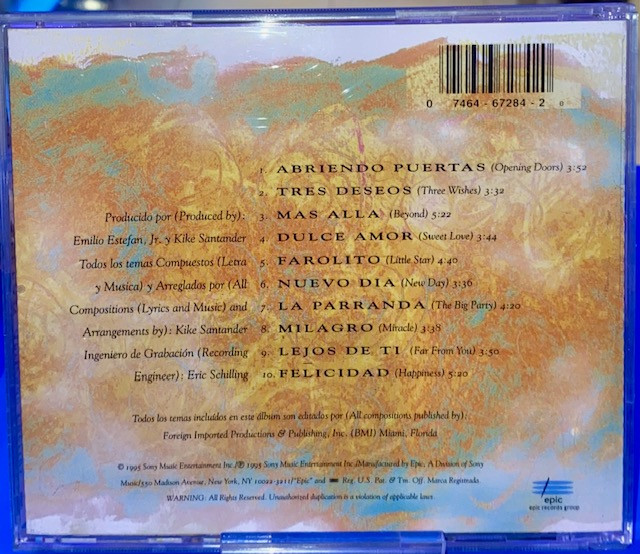 0 7464-67284-2 0
1. ABRIENDO PUERTAS (Opening Doors) 3:52
2. TRES DESEOS (Three Wishes) 3:32
3. MAS ALLA (Beyond) 5:22
4. DULCE AMOR (Sweet Love) 3:44
5. FAROLITO (Little Star) 4:40
6. NUEVO DIA (New Day) 3:36
7. LA PARRANDA (The Big Party) 4:20
8. MILAGRO (Miracle) 3:38
9. LEJOS DE TI (Far From You) 3:50
10. FELICIDAD (Happiness) 5:20
Producido por (Produced by):
Emilio Estefan, Jr. y Kike Santander
Todos los temas Compuestos (Letra
y Musica) y Arreglados por (All
Compositions (Lyrics and Music) and
Arrangements by): Kike Santander
Ingeniero de Grabación (Recording
Engineer): Eric Schilling
Todos los temas incluídos en este álbum son editados por (All compositions published by):
Foreign Imported Productions & Publishing, Inc. (BMI) Miami, Florida
© 1995 Sony Music Entertainment Inc./℗ 1995 Sony Music Entertainment Inc./Manufactured by Epic, A Division of Sony
Music/550 Madison Avenue, New York, NY 10022-3211/"Epic" and Reg. U.S. Pat. & Tm. Off. Marca Registrada.
WARNING: All Rights Reserved. Unauthorized duplication is a violation of applicable laws.
epic
epic records group